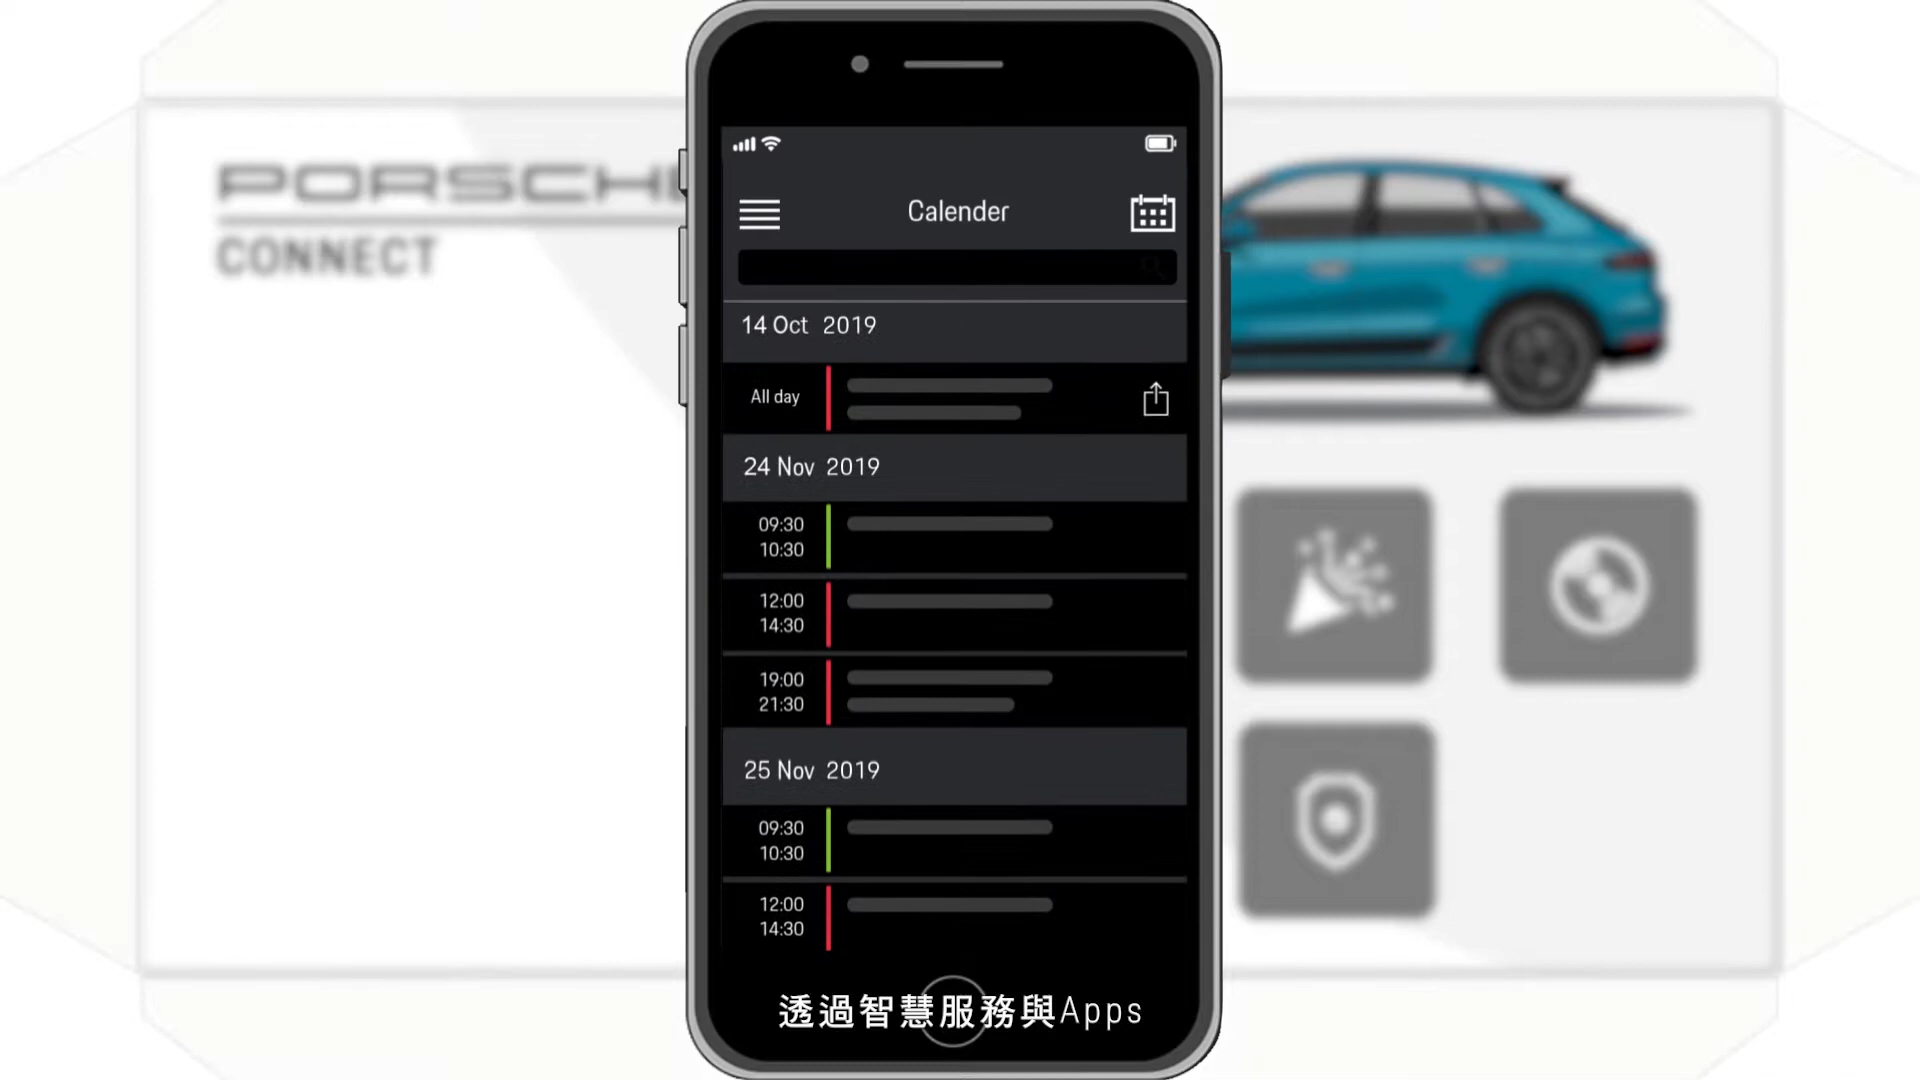 PORSCHE
CONNECT
Calender
14 Oct 2019
All day
24 Nov 2019
09:30
10:30
12:00
14:30
19:00
21:30
25 Nov 2019
09:30
10:30
12:00
14:30
透過智慧服務與Apps